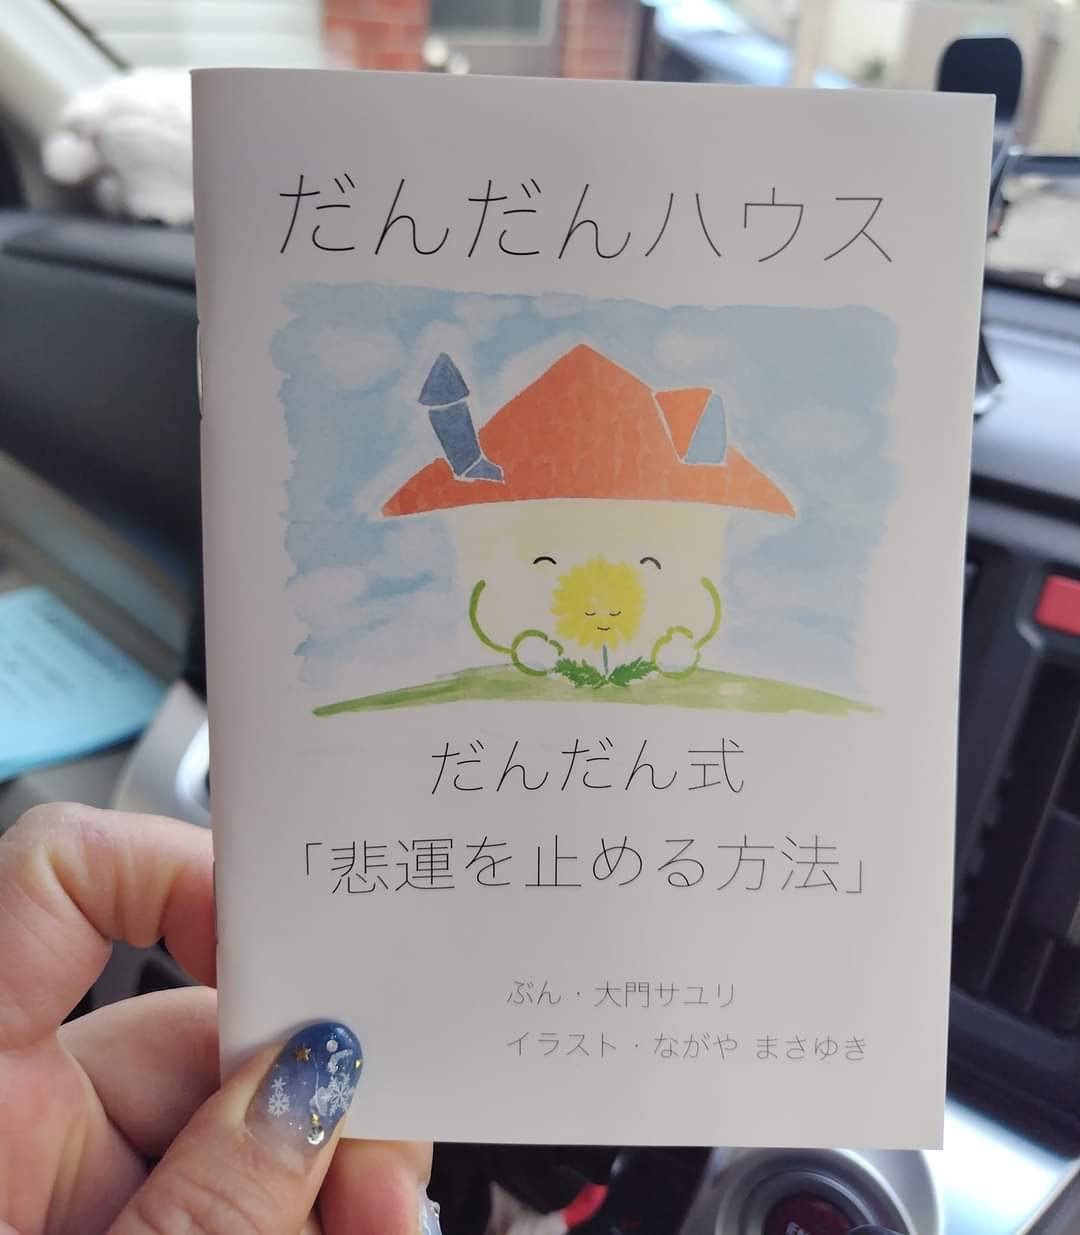 だんだんハウス
だんだん式
「悲運を止める方法」
ぶん・大門サユリ
イラスト・ながや まさゆき